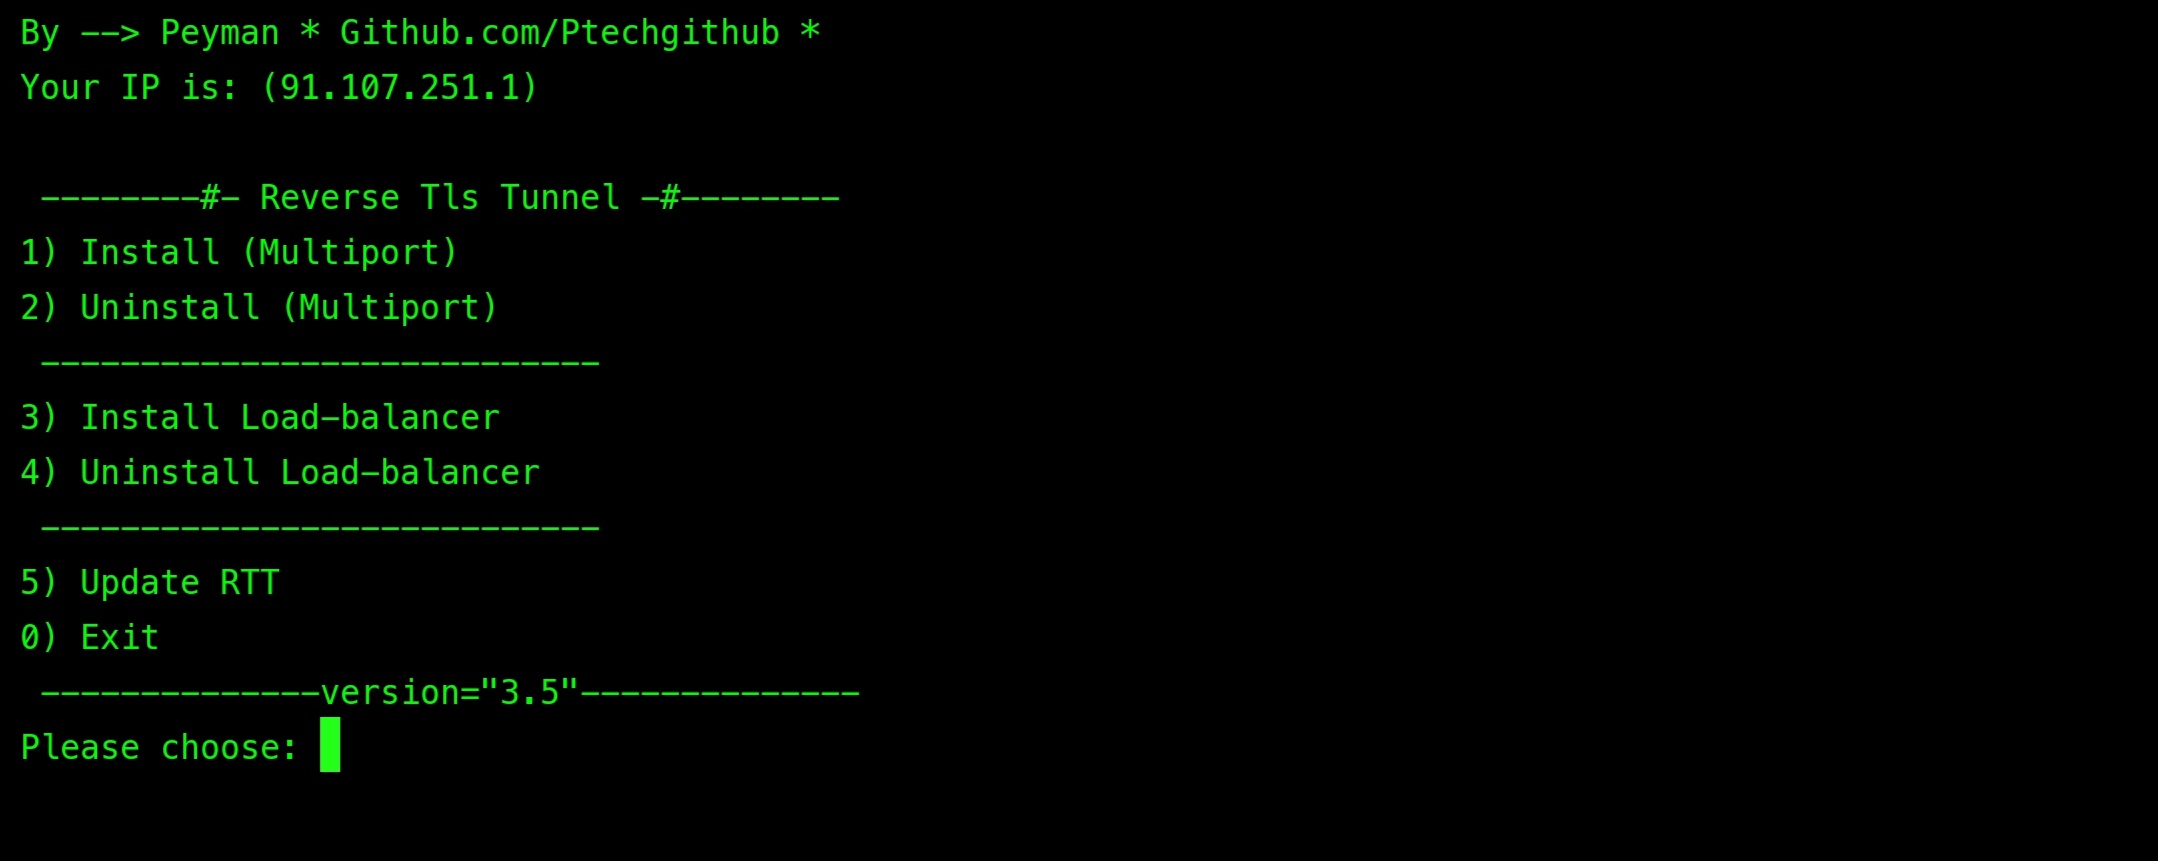 By --> Peyman * Github.com/Ptechgithub *
Your IP is: (91.107.251.1)
--------#- Reverse Tls Tunnel -#--------
1) Install (Multiport)
2) Uninstall (Multiport)
----------------------------
3) Install Load-balancer
4) Uninstall Load-balancer
----------------------------
5) Update RTT
0) Exit
--------------version="3.5"--------------
Please choose: